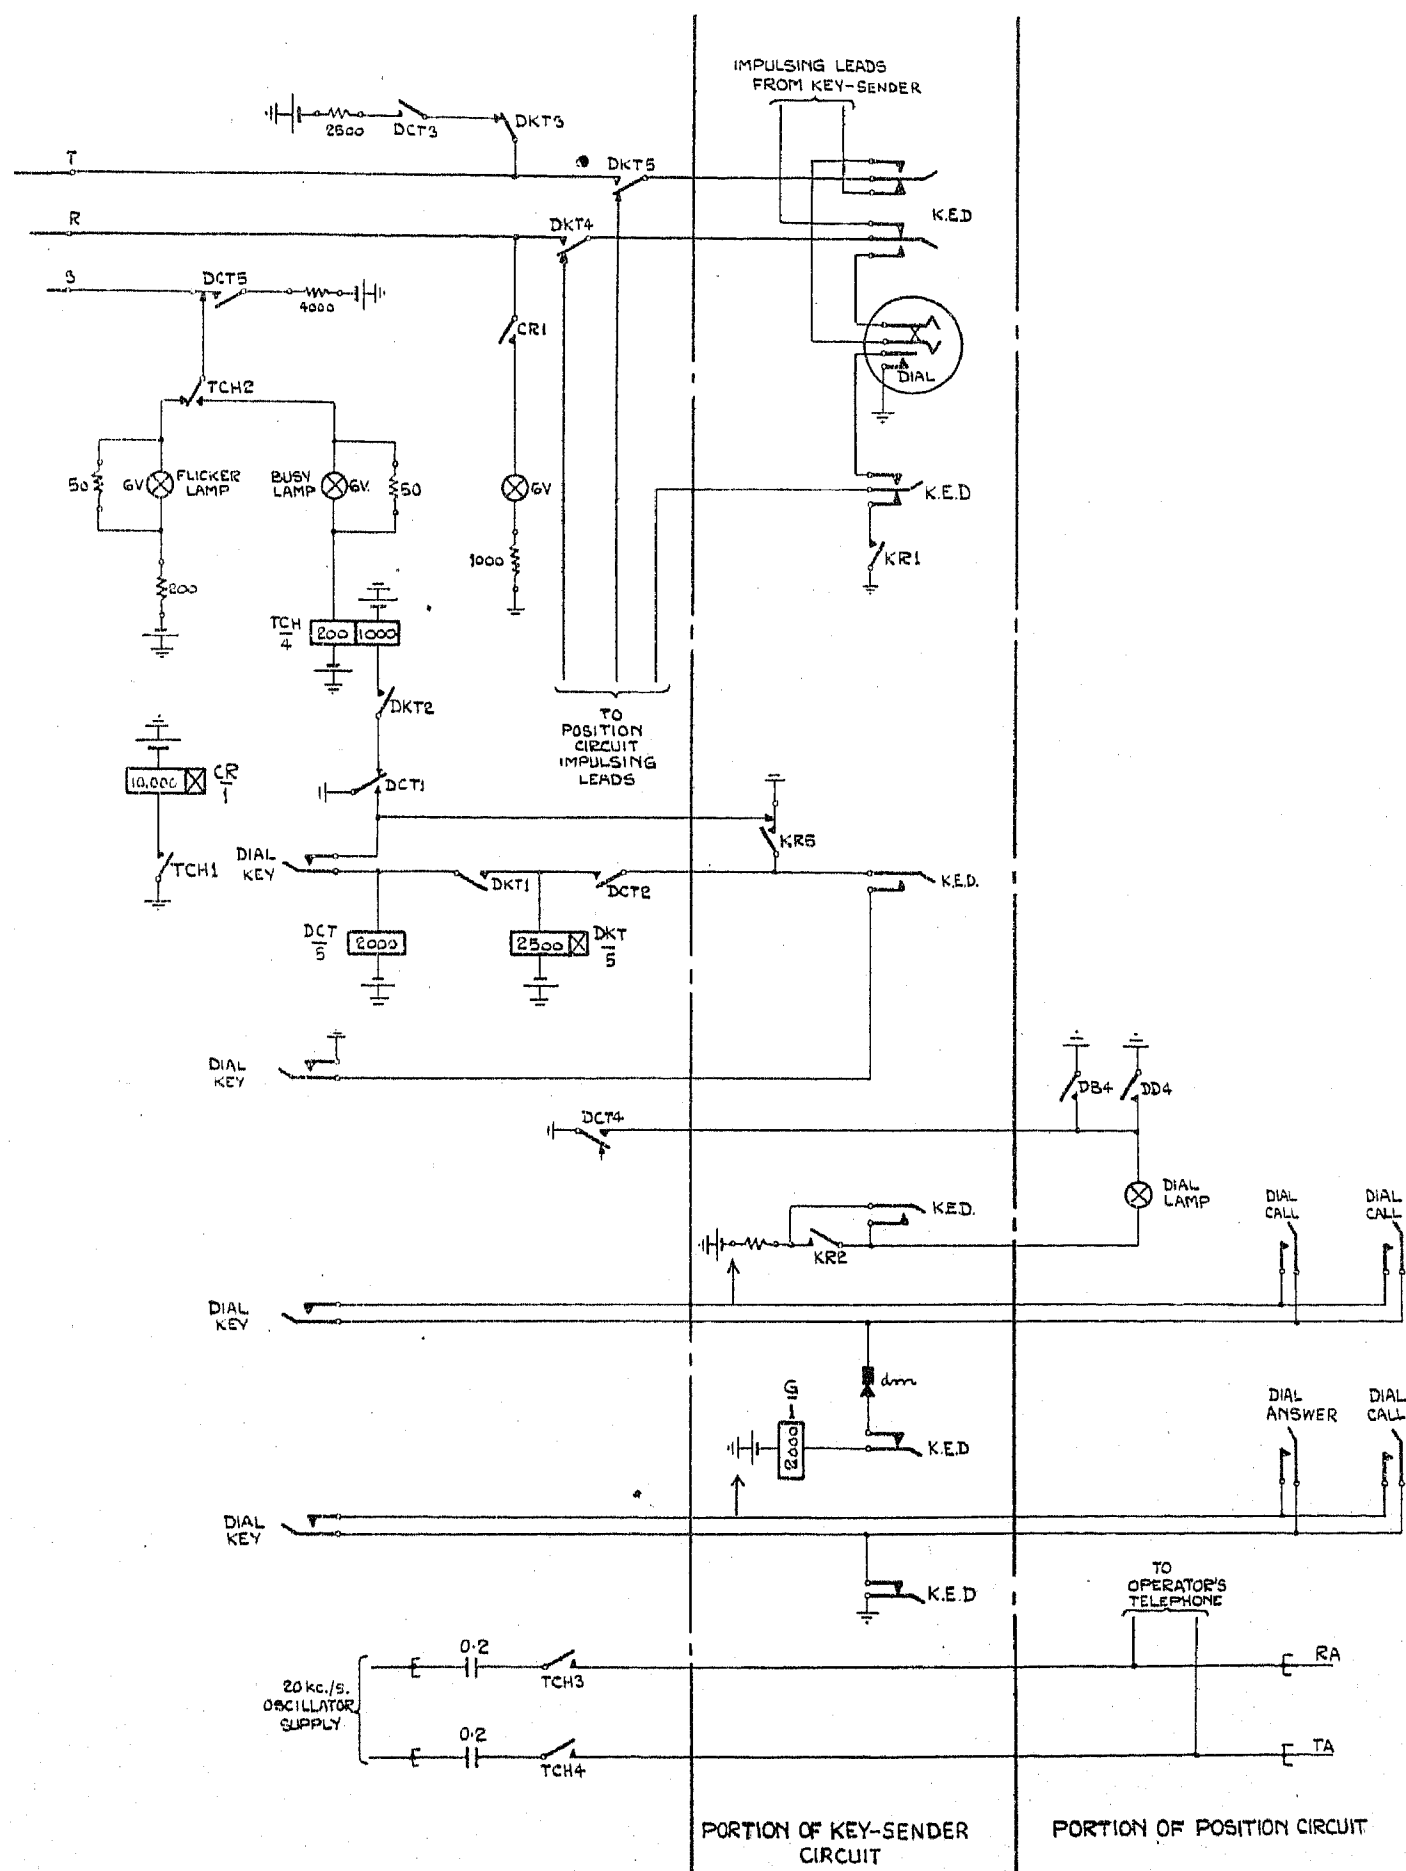 IMPULSING LEADS
FROM KEY-SENDER
2500
DCT3
DKT3
T
DKT5
K.E.D
R
DKT4
DCT5
4000
CR1
DIAL
TCH2
50
6V
FLICKER
LAMP
BUSY
LAMP
6V.
50
6V
K.E.D
1000
KR1
200
TCH
4
200
1000
DKT2
TO
POSITION
CIRCUIT
IMPULSING
LEADS
10,000
CR
1
DCT1
KR5
DIAL
KEY
TCH1
DKT1
DCT2
K.E.D.
DCT
5
2000
2500
DKT
5
DIAL
KEY
DB4
DD4
DCT4
DIAL
LAMP
DIAL
CALL
DIAL
CALL
K.E.D.
KR2
DIAL
KEY
dm
G
1
2000
K.E.D
DIAL
ANSWER
DIAL
CALL
DIAL
KEY
K.E.D
TO
OPERATOR'S
TELEPHONE
20 kc./s.
OSCILLATOR
SUPPLY
0.2
TCH3
RA
0.2
TCH4
TA
PORTION OF KEY-SENDER
CIRCUIT
PORTION OF POSITION CIRCUIT